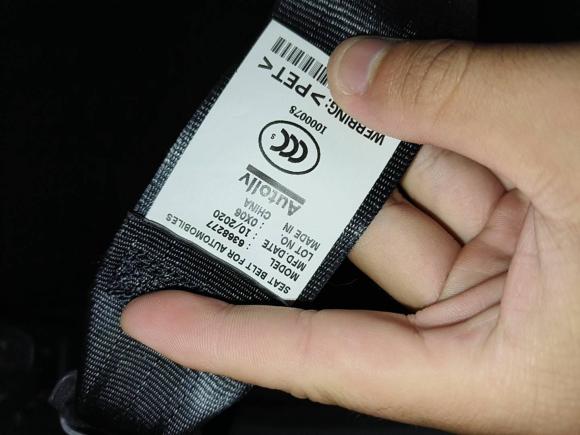 SEAT BELT FOR AUTOMOBILES
MODEL : 6368277
MFD.DATE : 10/2020
LOT NO. : 0X06
MADE IN CHINA
Autoliv
CCC S
1000078
WEBBING: >PET<